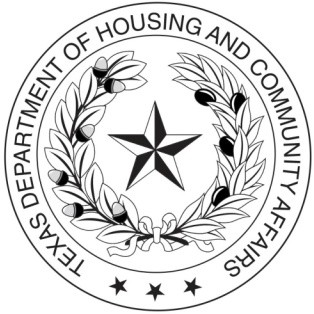 TEXAS DEPARTMENT OF HOUSING AND COMMUNITY AFFAIRS